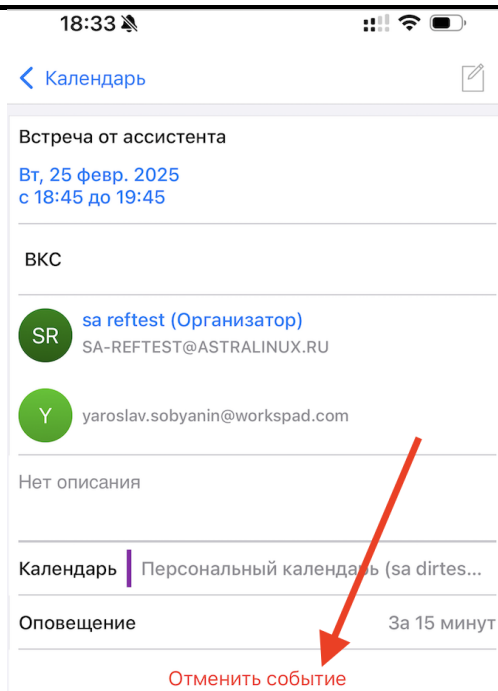 18:33
Календарь
Встреча от ассистента
Вт, 25 февр. 2025
с 18:45 до 19:45
ВКС
SR
sa reftest (Организатор)
SA-REFTEST@ASTRALINUX.RU
Y
yaroslav.sobyanin@workspad.com
Нет описания
Календарь Персональный календарь (sa dirtes...
Оповещение За 15 минут
Отменить событие